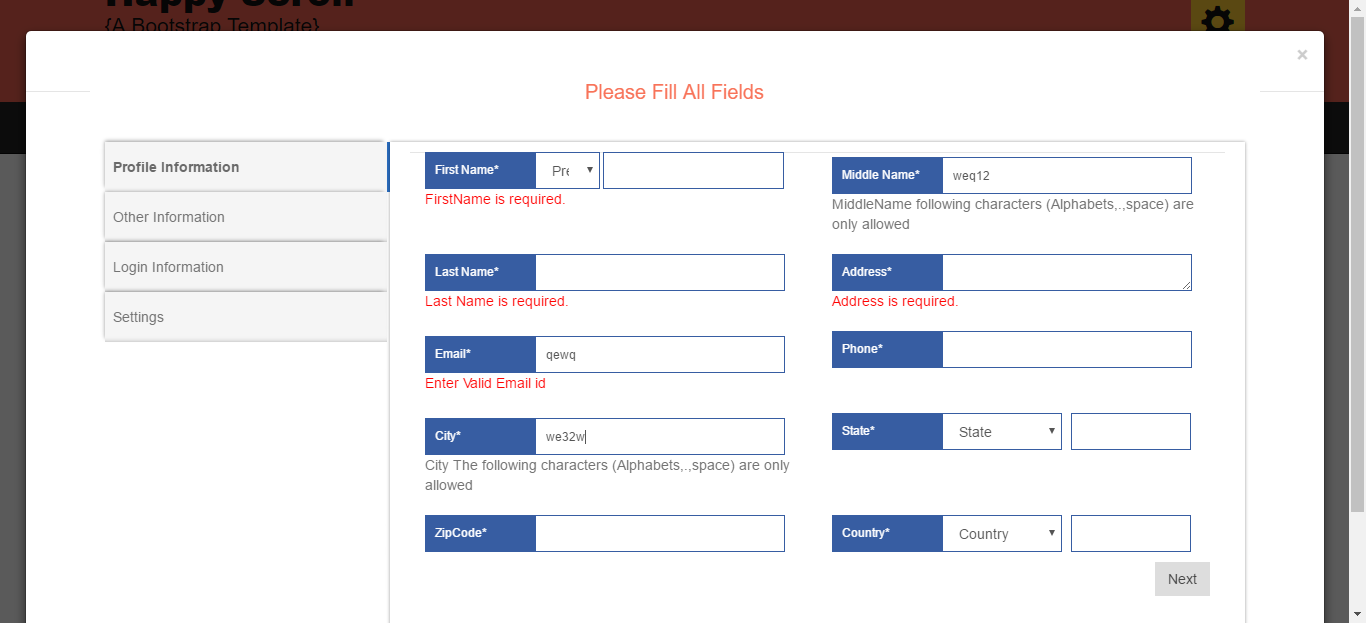 Happy Scroll
{A Bootstrap Template}
×
Please Fill All Fields
Profile Information
Other Information
Login Information
Settings
First Name* Pre
FirstName is required.
Middle Name* weq12
MiddleName following characters (Alphabets,.,space) are
only allowed
Last Name*
Last Name is required.
Address*
Address is required.
Email* qewq
Enter Valid Email id
Phone*
City* we32w
City The following characters (Alphabets,.,space) are only
allowed
State* State
ZipCode*
Country* Country
Next